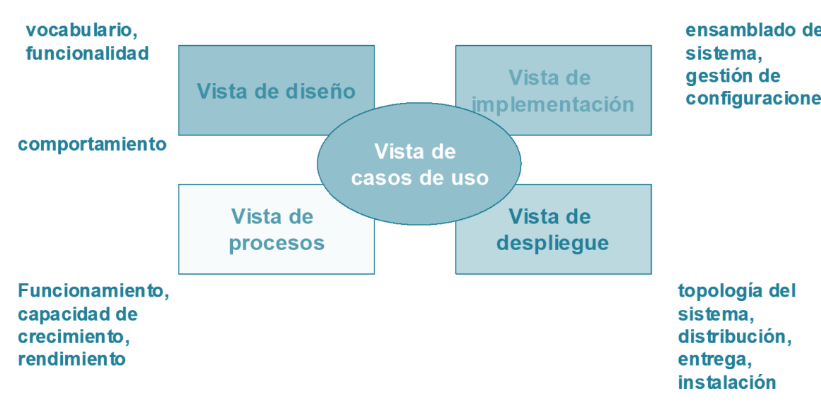 vocabulario,
funcionalidad
Vista de diseño
Vista de
implementación
ensamblado de
sistema,
gestión de
configuracione
comportamiento
Vista de
casos de uso
Vista de
procesos
Vista de
despliegue
Funcionamiento,
capacidad de
crecimiento,
rendimiento
topología del
sistema,
distribución,
entrega,
instalación